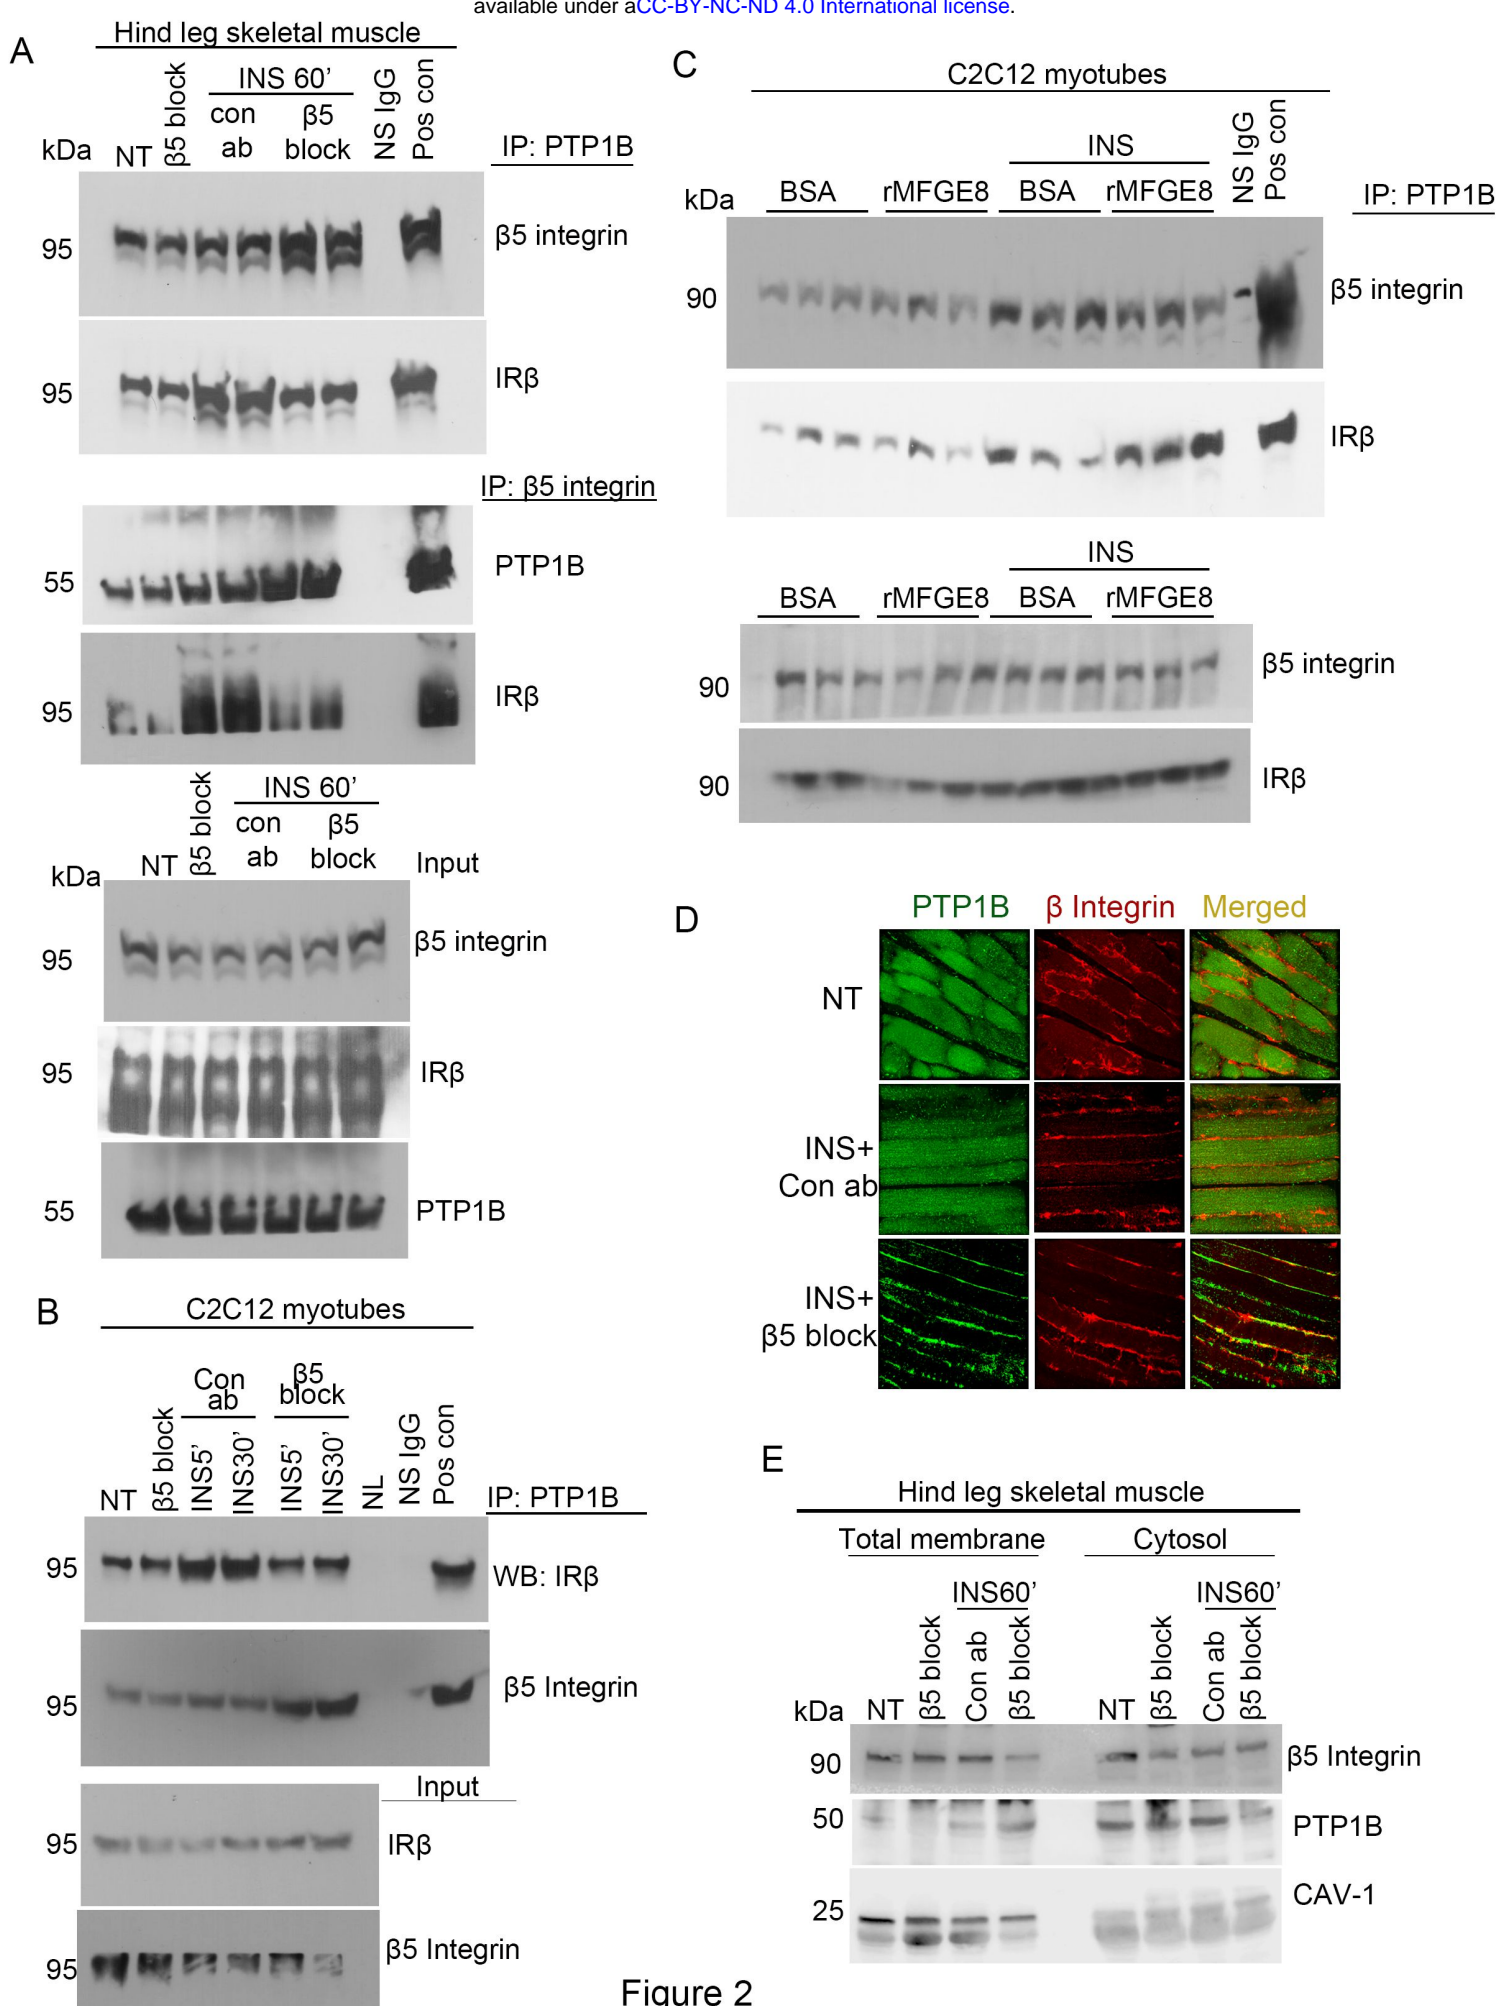 available under aCC-BY-NC-ND 4.0 International license.
A
Hind leg skeletal muscle
INS 60’
kDa
NT
β5 block
con
ab
β5
block
NS IgG
Pos con
IP: PTP1B
95
β5 integrin
95
IRβ
IP: β5 integrin
55
PTP1B
95
IRβ
INS 60’
kDa
NT
β5 block
con
ab
β5
block
Input
95
β5 integrin
95
IRβ
55
PTP1B
B
C2C12 myotubes
Con
ab
β5
block
NT
β5 block
INS5’
INS30’
INS5’
INS30’
NL
NS IgG
Pos con
IP: PTP1B
95
WB: IRβ
95
β5 Integrin
Input
95
IRβ
95
β5 Integrin
C
C2C12 myotubes
INS
kDa
BSA
rMFGE8
BSA
rMFGE8
NS IgG
Pos con
IP: PTP1B
90
β5 integrin
IRβ
INS
BSA
rMFGE8
BSA
rMFGE8
90
β5 integrin
90
IRβ
D
PTP1B
β Integrin
Merged
NT
INS+
Con ab
INS+
β5 block
E
Hind leg skeletal muscle
Total membrane
Cytosol
INS60’
INS60’
kDa
NT
β5 block
Con ab
β5 block
NT
β5 block
Con ab
β5 block
90
β5 Integrin
50
PTP1B
25
CAV-1
Figure 2